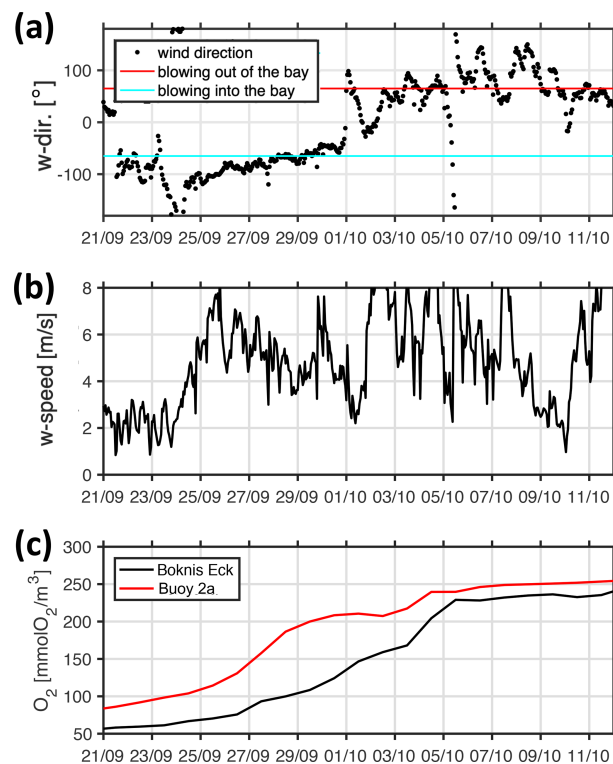 (a)
w-dir. [°]
100
0
-100
wind direction
blowing out of the bay
blowing into the bay
21/09 23/09 25/09 27/09 29/09 01/10 03/10 05/10 07/10 09/10 11/10
(b)
w-speed [m/s]
8
6
4
2
0
21/09 23/09 25/09 27/09 29/09 01/10 03/10 05/10 07/10 09/10 11/10
(c)
O₂ [mmolO₂/m³]
300
250
200
150
100
50
Boknis Eck
Buoy 2a
21/09 23/09 25/09 27/09 29/09 01/10 03/10 05/10 07/10 09/10 11/10